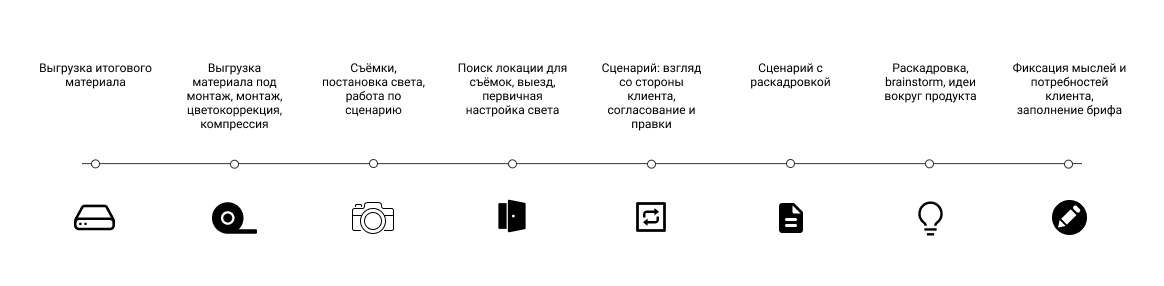 Выгрузка итогового
материала
Выгрузка
материала под
монтаж, монтаж,
цветокоррекция,
компрессия
Съёмки,
постановка света,
работа по
сценарию
Поиск локации для
съёмок, выезд,
первичная
настройка света
Сценарий: взгляд
со стороны
клиента,
согласование и
правки
Сценарий с
раскадровкой
Раскадровка,
brainstorm, идеи
вокруг продукта
Фиксация мыслей и
потребностей
клиента,
заполнение брифа